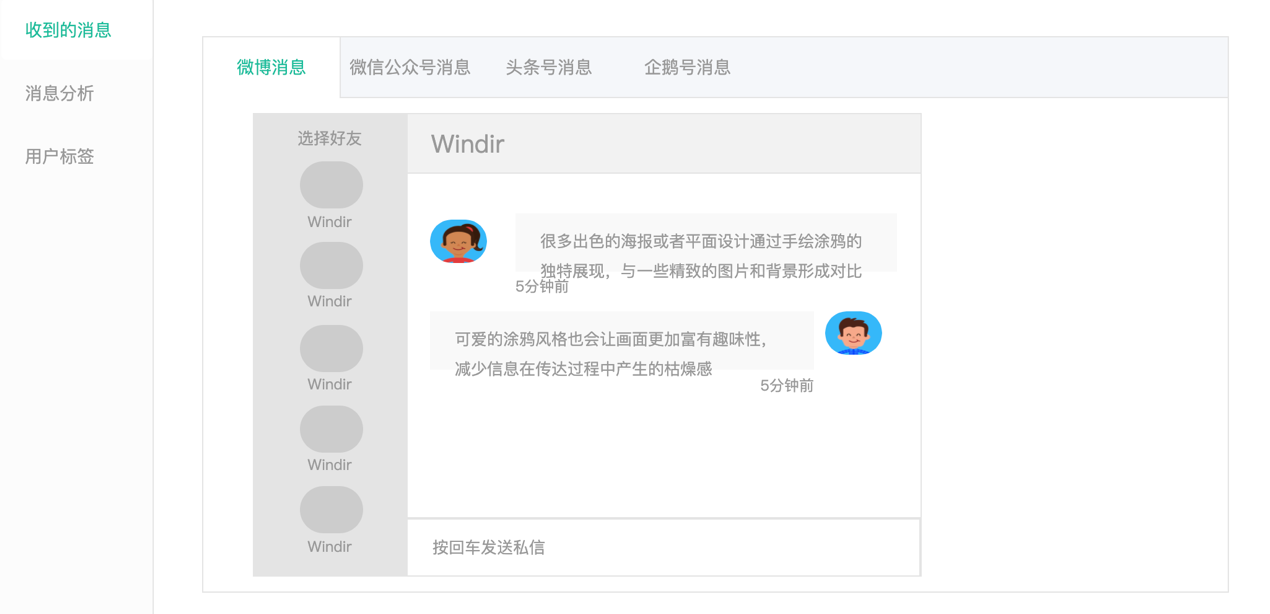 收到的消息
消息分析
用户标签
微博消息
微信公众号消息
头条号消息
企鹅号消息
选择好友
Windir
Windir
Windir
Windir
Windir
Windir
很多出色的海报或者平面设计通过手绘涂鸦的
独特展现，与一些精致的图片和背景形成对比
5分钟前
可爱的涂鸦风格也会让画面更加富有趣味性，
减少信息在传达过程中产生的枯燥感
5分钟前
按回车发送私信